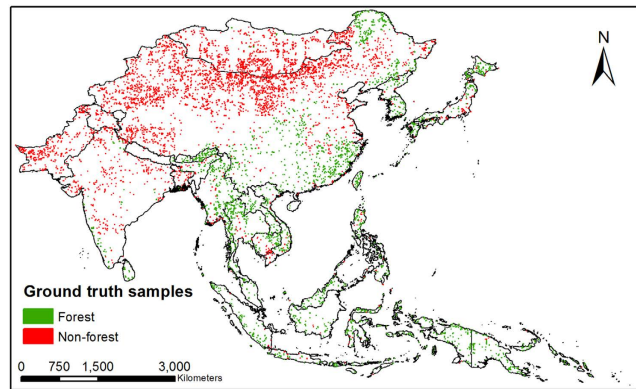 N
Ground truth samples
Forest
Non-forest
0 750 1,500 3,000
Kilometers